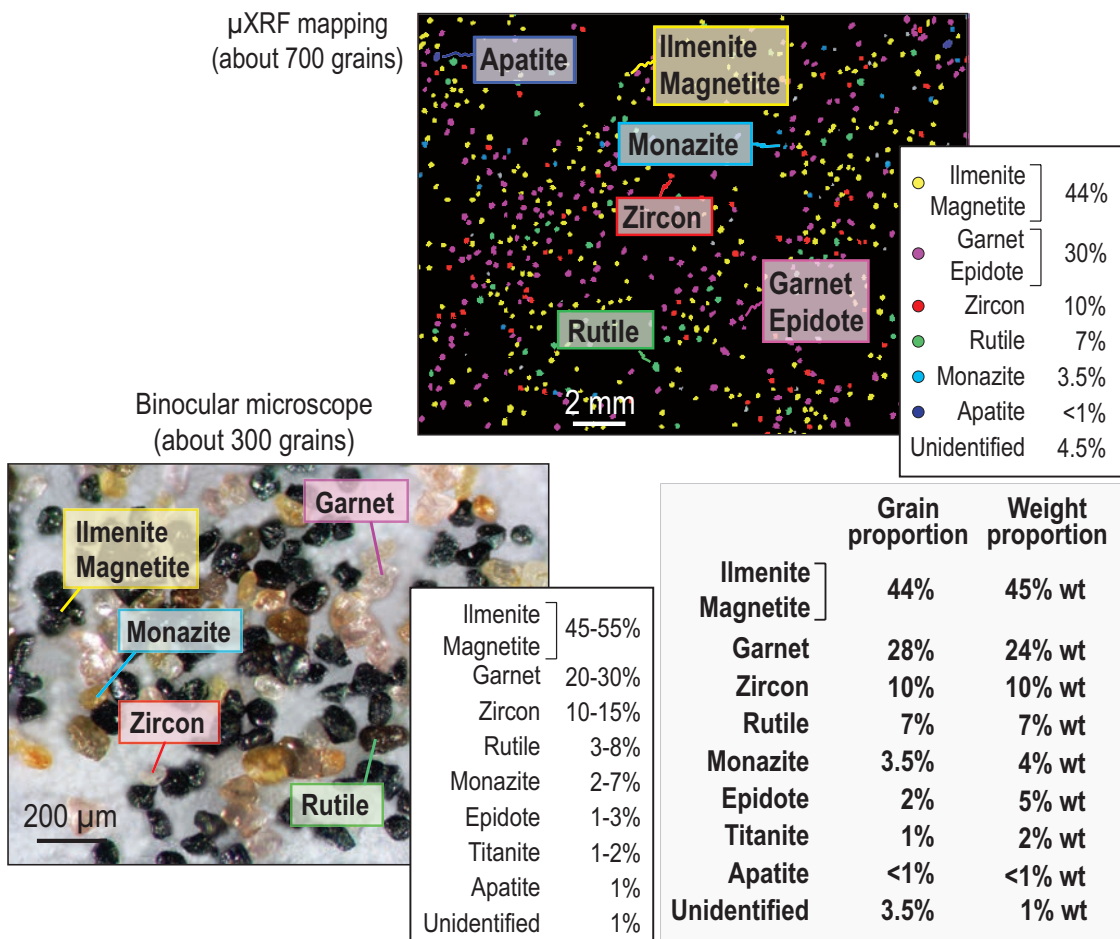 µXRF mapping
(about 700 grains)
Apatite
Ilmenite
Magnetite
Monazite
Zircon
Garnet
Epidote
Rutile
2 mm
Ilmenite
Magnetite 44%
Garnet
Epidote 30%
Zircon 10%
Rutile 7%
Monazite 3.5%
Apatite <1%
Unidentified 4.5%
Binocular microscope
(about 300 grains)
Garnet
Ilmenite
Magnetite
Monazite
Zircon
Rutile
200 µm
Ilmenite
Magnetite 45-55%
Garnet 20-30%
Zircon 10-15%
Rutile 3-8%
Monazite 2-7%
Epidote 1-3%
Titanite 1-2%
Apatite 1%
Unidentified 1%
Grain Weight
proportion proportion
Ilmenite
Magnetite 44% 45% wt
Garnet 28% 24% wt
Zircon 10% 10% wt
Rutile 7% 7% wt
Monazite 3.5% 4% wt
Epidote 2% 5% wt
Titanite 1% 2% wt
Apatite <1% <1% wt
Unidentified 3.5% 1% wt